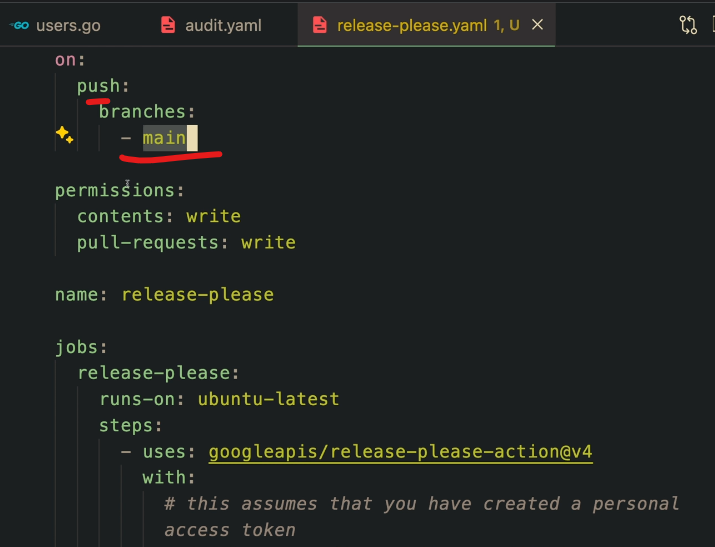 GO users.go audit.yaml release-please.yaml 1, U
on:
push:
branches:
- main
permissions:
contents: write
pull-requests: write
name: release-please
jobs:
release-please:
runs-on: ubuntu-latest
steps:
- uses: googleapis/release-please-action@v4
with:
# this assumes that you have created a personal
access token